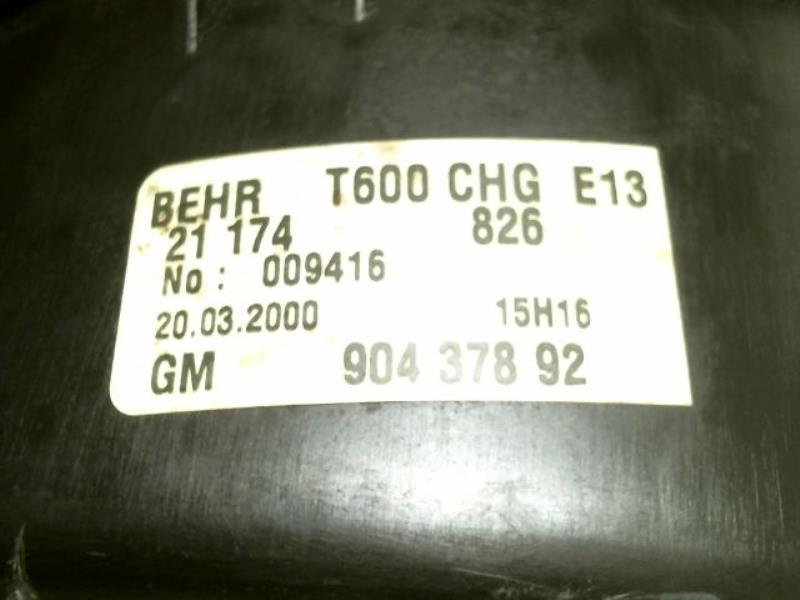 BEHR T600 CHG E13
21 174 826
No : 009416
20.03.2000 15H16
GM 904 378 92